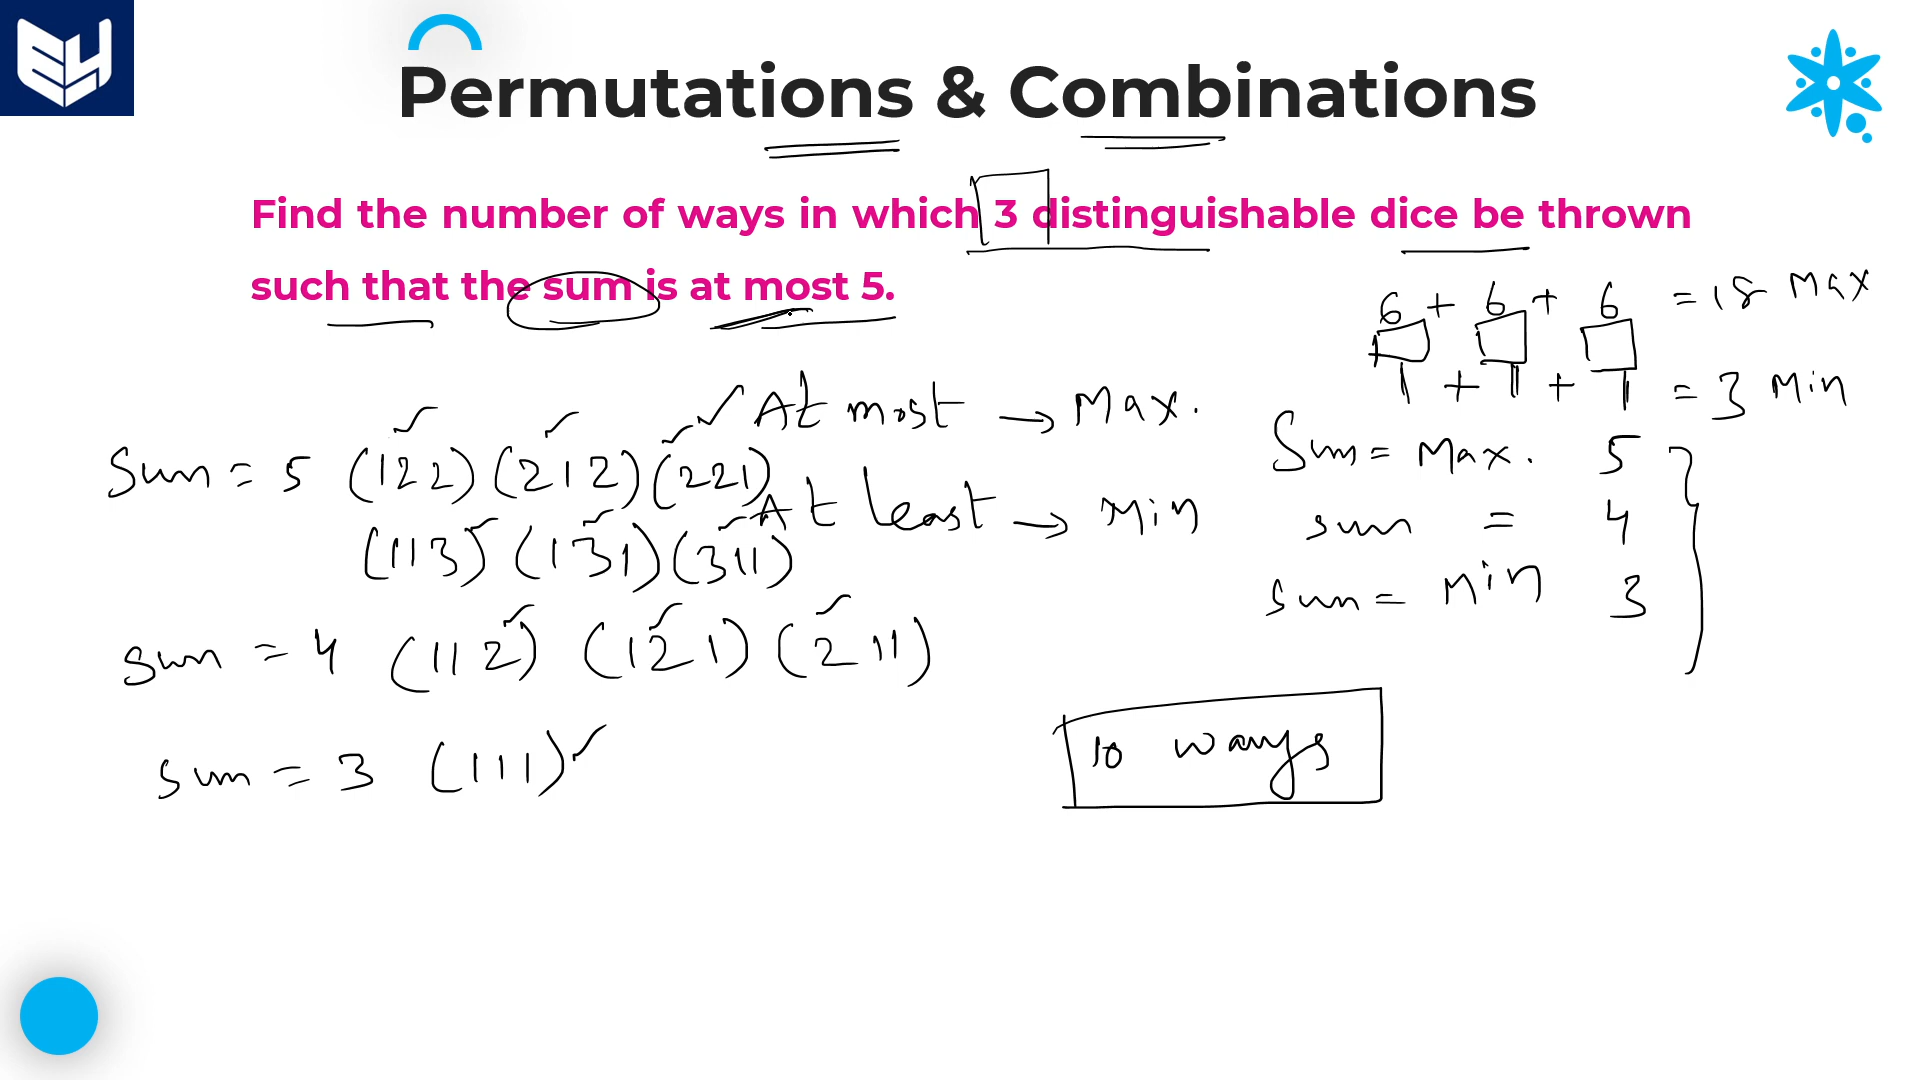 Permutations & Combinations
Find the number of ways in which 3 distinguishable dice be thrown
such that the sum is at most 5.
6 + 6 + 6 = 18 Max
1 + 1 + 1 = 3 Min
At most → Max.
At least → Min
Sum = Max. 5
sum = 4
sum = Min 3
Sum = 5 (122) (212) (221)
(113) (131) (311)
sum = 4 (112) (121) (211)
sum = 3 (111)
10 ways